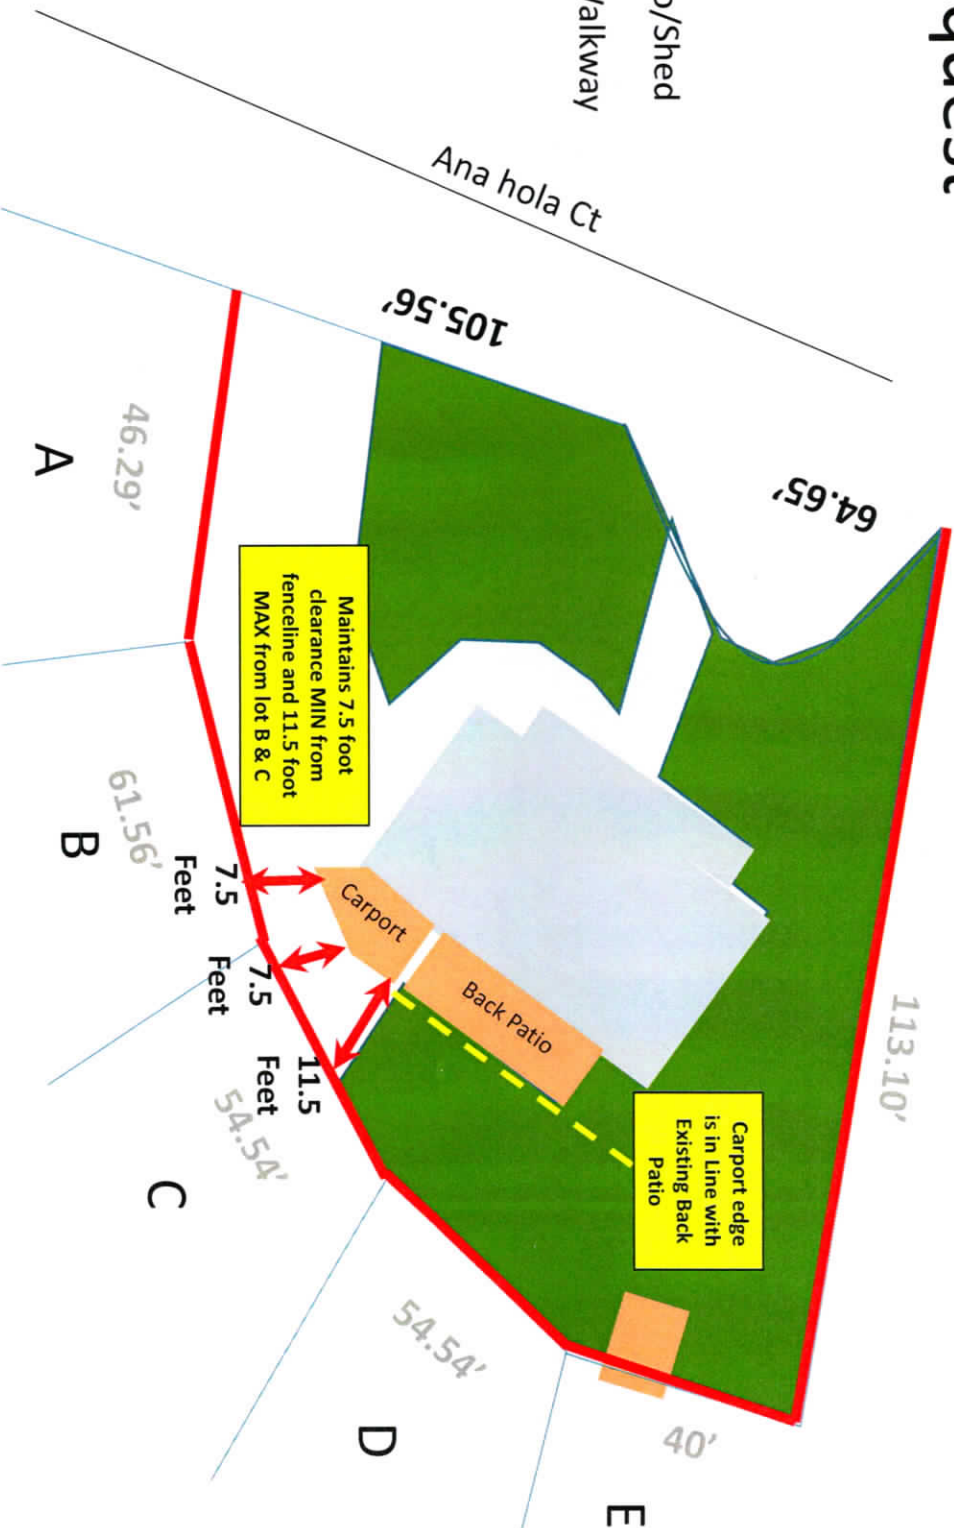 quest
o/Shed
Walkway
Ana hola Ct
105.56’
64.65’
46.29’
A
Maintains 7.5 foot
clearance MIN from
fenceline and 11.5 foot
MAX from lot B & C
61.56’
B
7.5
Feet
7.5
Feet
11.5
Feet
Carport
Back Patio
Carport edge
is in Line with
Existing Back
Patio
113.10’
54.54’
C
54.54’
D
40’
E